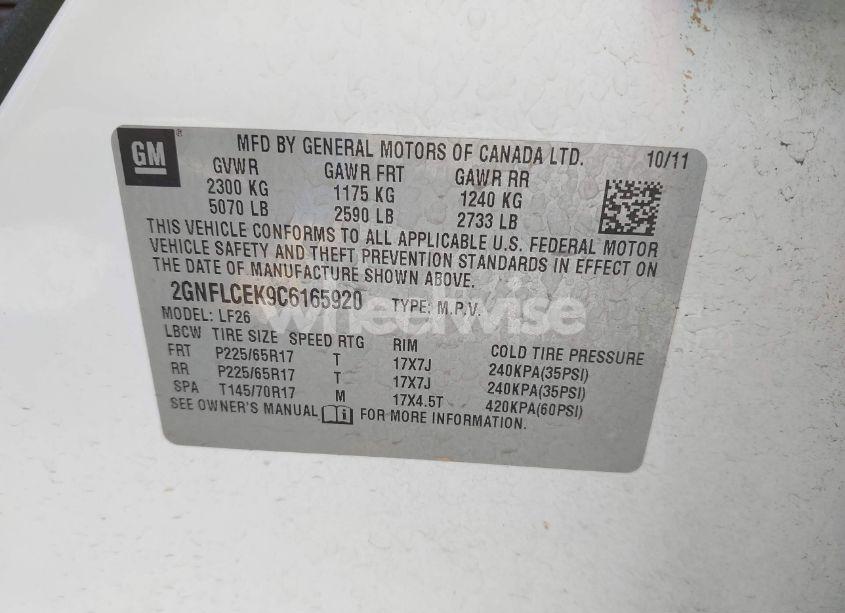 GM
MFD BY GENERAL MOTORS OF CANADA LTD. 10/11
GVWR GAWR FRT GAWR RR
2300 KG 1175 KG 1240 KG
5070 LB 2590 LB 2733 LB
THIS VEHICLE CONFORMS TO ALL APPLICABLE U.S. FEDERAL MOTOR
VEHICLE SAFETY AND THEFT PREVENTION STANDARDS IN EFFECT ON
THE DATE OF MANUFACTURE SHOWN ABOVE.
2GNFLCEK9C6165920 TYPE: M.P.V.
MODEL: LF26
LBCW TIRE SIZE SPEED RTG RIM COLD TIRE PRESSURE
FRT P225/65R17 T 17X7J 240KPA(35PSI)
RR P225/65R17 T 17X7J 240KPA(35PSI)
SPA T145/70R17 M 17X4.5T 420KPA(60PSI)
SEE OWNER'S MANUAL FOR MORE INFORMATION.
wheelwise